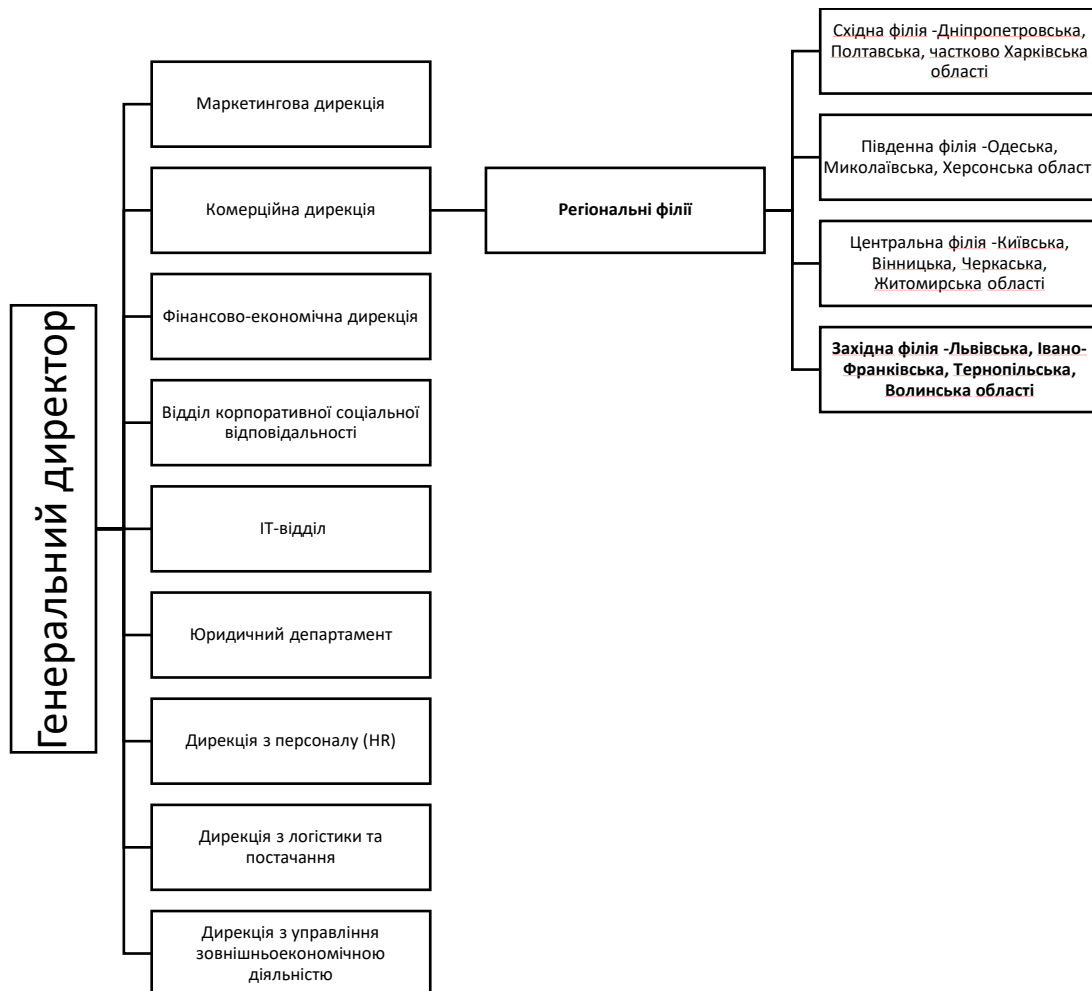 Генеральний директор
Маркетингова дирекція
Комерційна дирекція
Фінансово-економічна дирекція
Відділ корпоративної соціальної
відповідальності
ІТ-відділ
Юридичний департамент
Дирекція з персоналу (HR)
Дирекція з логістики та
постачання
Дирекція з управління
зовнішньоекономічною
діяльністю
Регіональні філії
Східна філія -Дніпропетровська,
Полтавська, частково Харківська
області
Південна філія -Одеська,
Миколаївська, Херсонська област
Центральна філія -Київська,
Вінницька, Черкаська,
Житомирська області
Західна філія -Львівська, Івано-
Франківська, Тернопільська,
Волинська області